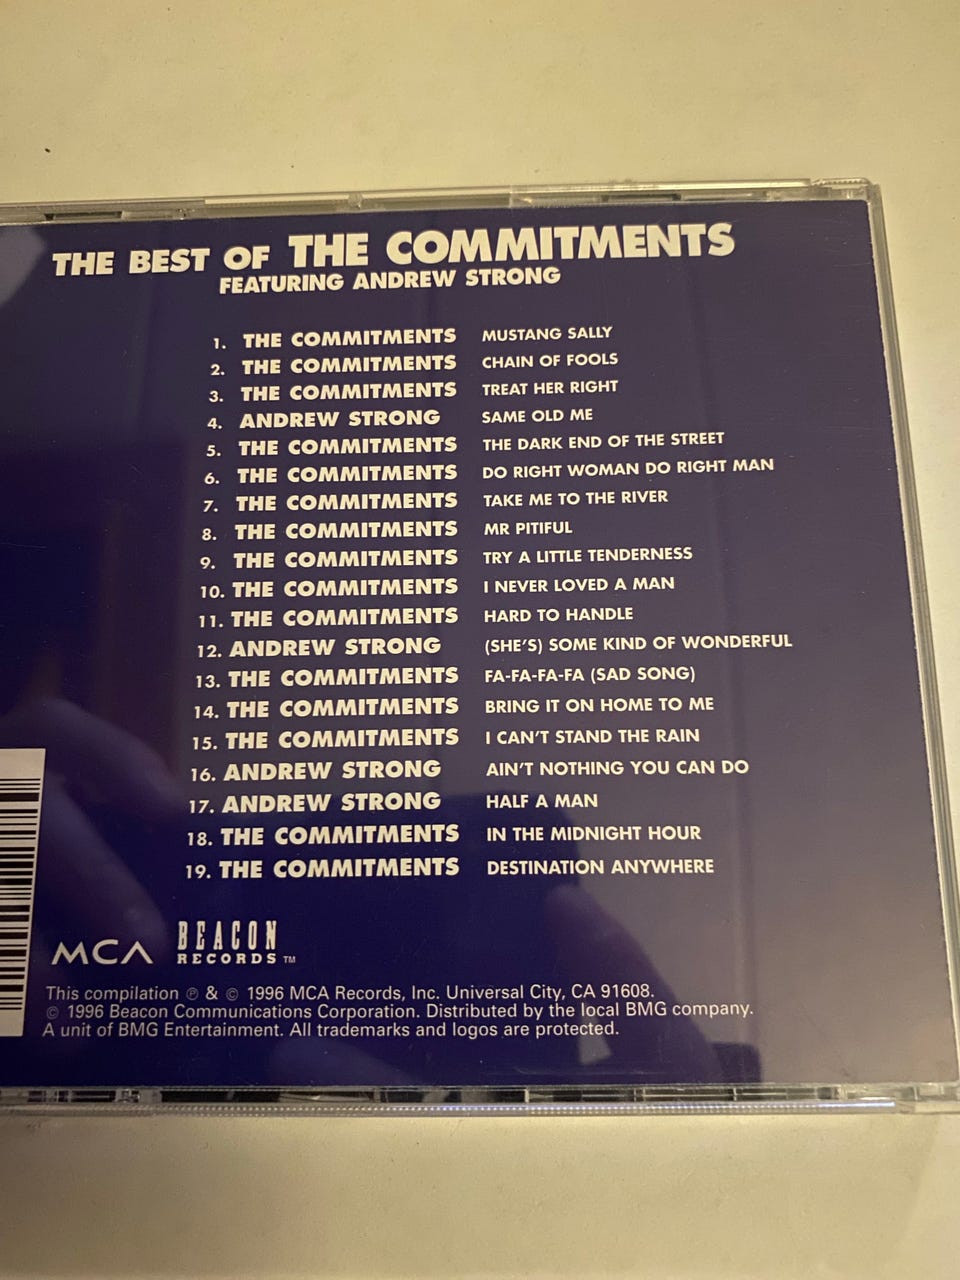 THE BEST OF THE COMMITMENTS
FEATURING ANDREW STRONG
1. THE COMMITMENTS MUSTANG SALLY
2. THE COMMITMENTS CHAIN OF FOOLS
3. THE COMMITMENTS TREAT HER RIGHT
4. ANDREW STRONG SAME OLD ME
5. THE COMMITMENTS THE DARK END OF THE STREET
6. THE COMMITMENTS DO RIGHT WOMAN DO RIGHT MAN
7. THE COMMITMENTS TAKE ME TO THE RIVER
8. THE COMMITMENTS MR PITIFUL
9. THE COMMITMENTS TRY A LITTLE TENDERNESS
10. THE COMMITMENTS I NEVER LOVED A MAN
11. THE COMMITMENTS HARD TO HANDLE
12. ANDREW STRONG (SHE'S) SOME KIND OF WONDERFUL
13. THE COMMITMENTS FA-FA-FA-FA (SAD SONG)
14. THE COMMITMENTS BRING IT ON HOME TO ME
15. THE COMMITMENTS I CAN'T STAND THE RAIN
16. ANDREW STRONG AIN'T NOTHING YOU CAN DO
17. ANDREW STRONG HALF A MAN
18. THE COMMITMENTS IN THE MIDNIGHT HOUR
19. THE COMMITMENTS DESTINATION ANYWHERE
MCA BEACON
RECORDS ™
This compilation ℗ & © 1996 MCA Records, Inc. Universal City, CA 91608.
© 1996 Beacon Communications Corporation. Distributed by the local BMG company.
A unit of BMG Entertainment. All trademarks and logos are protected.